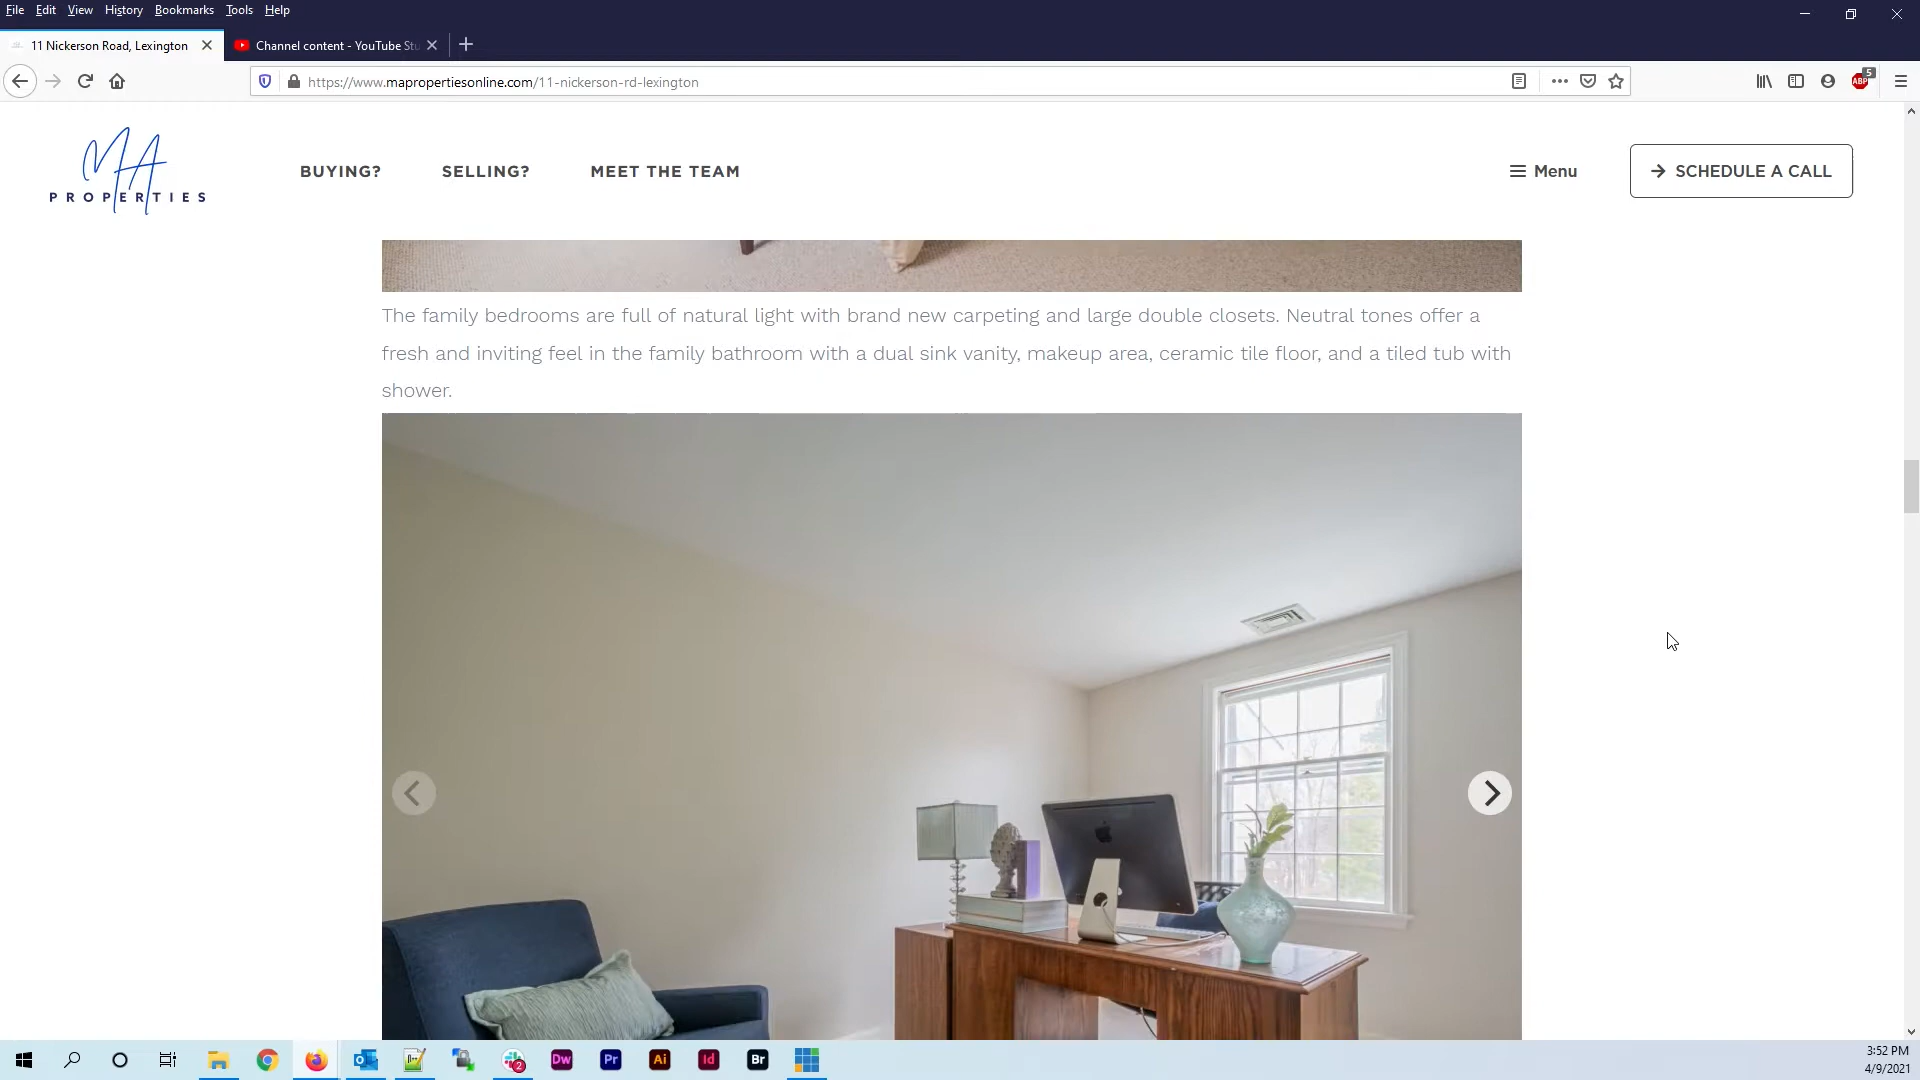 File Edit View History Bookmarks Tools Help
11 Nickerson Road, Lexington
Channel content - YouTube Stu
https://www.mapropertiesonline.com/11-nickerson-rd-lexington
ABP
5
MA
PROPERTIES
BUYING?
SELLING?
MEET THE TEAM
Menu
SCHEDULE A CALL
The family bedrooms are full of natural light with brand new carpeting and large double closets. Neutral tones offer a
fresh and inviting feel in the family bathroom with a dual sink vanity, makeup area, ceramic tile floor, and a tiled tub with
shower.
2
Dw
Pr
Ai
Id
Br
3:52 PM
4/9/2021